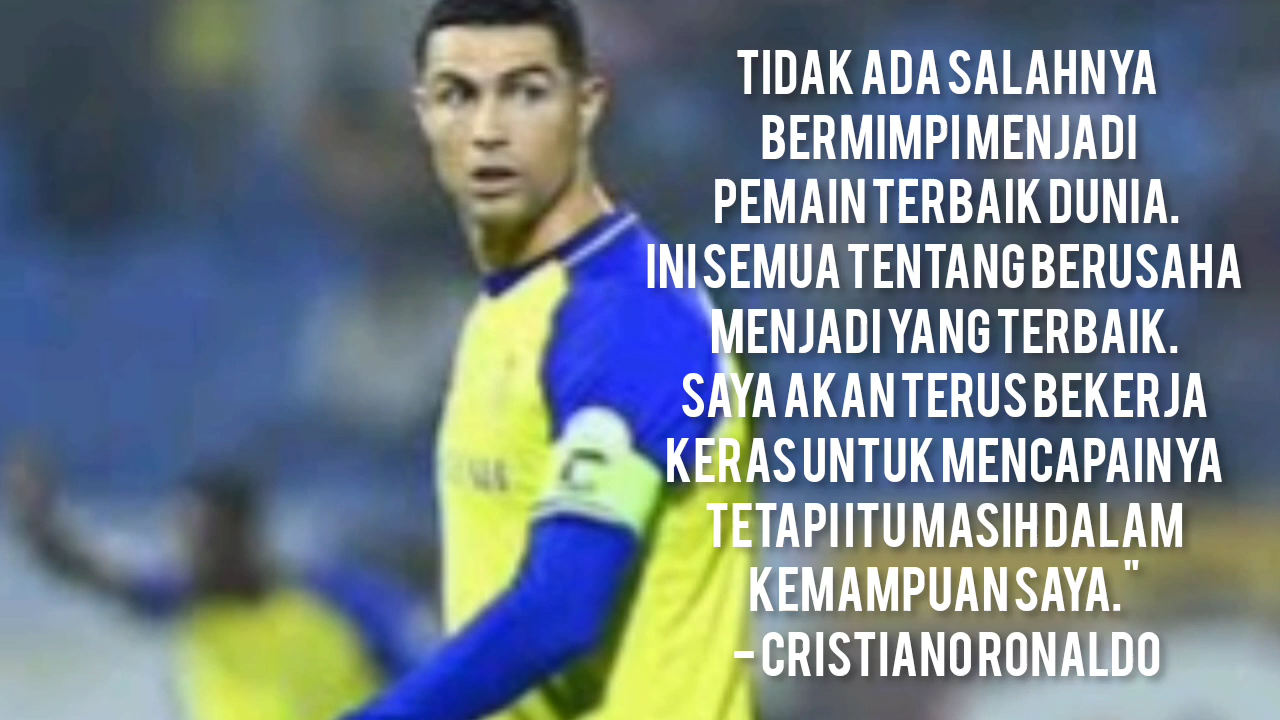 TIDAK ADA SALAHNYA
BERMIMPI MENJADI
PEMAIN TERBAIK DUNIA.
INI SEMUA TENTANG BERUSAHA
MENJADI YANG TERBAIK.
SAYA AKAN TERUS BEKERJA
KERAS UNTUK MENCAPAINYA
TETAPI ITU MASIH DALAM
KEMAMPUAN SAYA."
- CRISTIANO RONALDO
C